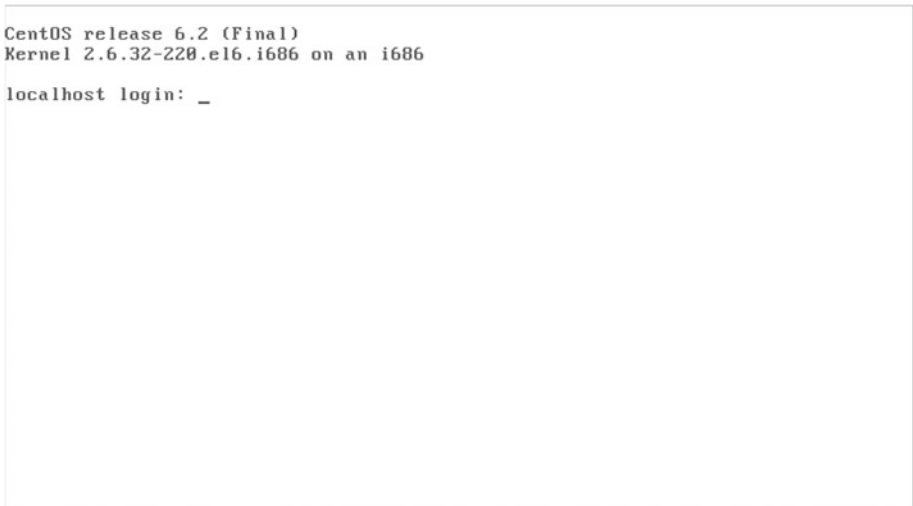 CentOS release 6.2 (Final)
Kernel 2.6.32-220.el6.i686 on an i686
localhost login: _